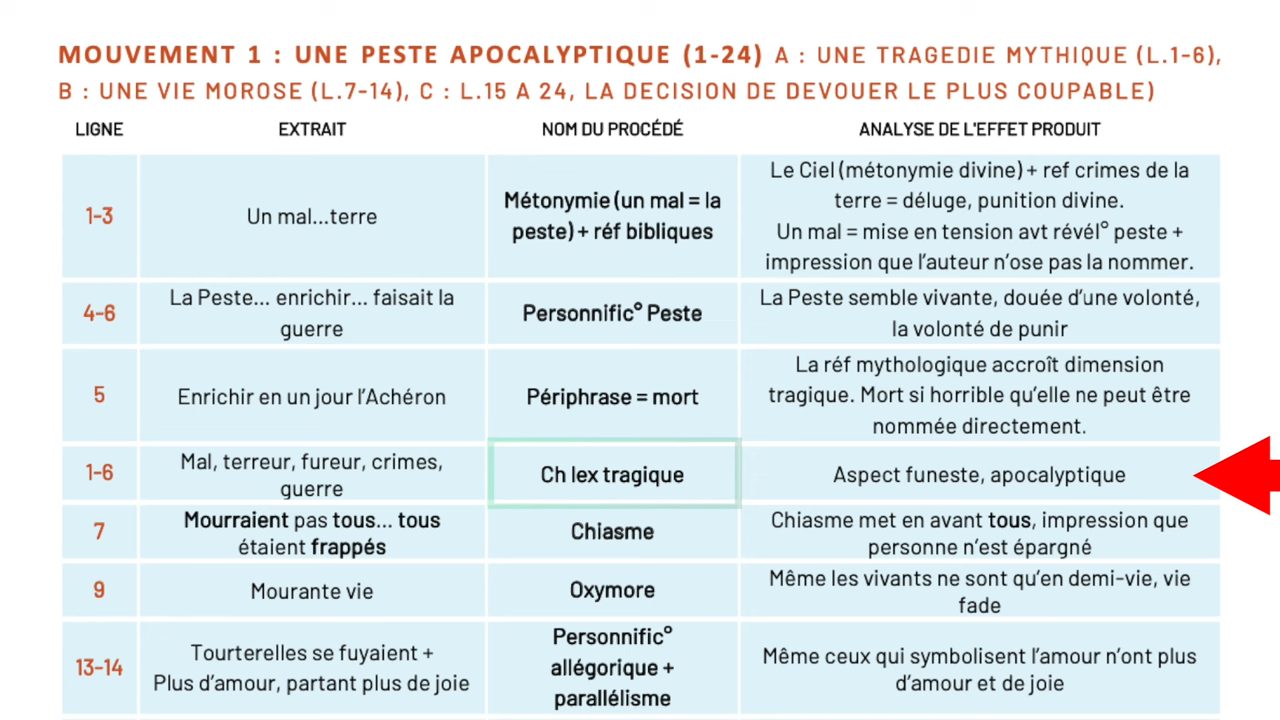 MOUVEMENT 1 : UNE PESTE APOCALYPTIQUE (1-24) A : UNE TRAGEDIE MYTHIQUE (L.1-6),
B : UNE VIE MOROSE (L.7-14), C : L.15 A 24, LA DECISION DE DEVOUER LE PLUS COUPABLE)
LIGNE EXTRAIT NOM DU PROCÉDÉ ANALYSE DE L'EFFET PRODUIT
1-3
Un mal...terre
Métonymie (un mal = la
peste) + réf bibliques
Le Ciel (métonymie divine) + ref crimes de la
terre = déluge, punition divine.
Un mal = mise en tension avt révél° peste +
impression que l'auteur n'ose pas la nommer.
4-6
La Peste... enrichir... faisait la
guerre
Personnific° Peste
La Peste semble vivante, douée d'une volonté,
la volonté de punir
5
Enrichir en un jour l'Achéron
Périphrase = mort
La réf mythologique accroît dimension
tragique. Mort si horrible qu'elle ne peut être
nommée directement.
1-6
Mal, terreur, fureur, crimes,
guerre
Ch lex tragique
Aspect funeste, apocalyptique
7
Mourraient pas tous... tous
étaient frappés
Chiasme
Chiasme met en avant tous, impression que
personne n'est épargné
9
Mourante vie
Oxymore
Même les vivants ne sont qu'en demi-vie, vie
fade
13-14
Tourterelles se fuyaient +
Plus d'amour, partant plus de joie
Personnific°
allégorique +
parallélisme
Même ceux qui symbolisent l'amour n'ont plus
d'amour et de joie